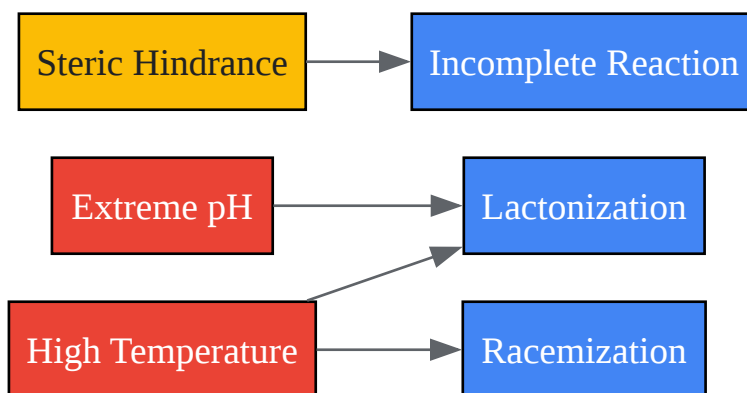 Steric Hindrance
Incomplete Reaction
Extreme pH
Lactonization
High Temperature
Racemization